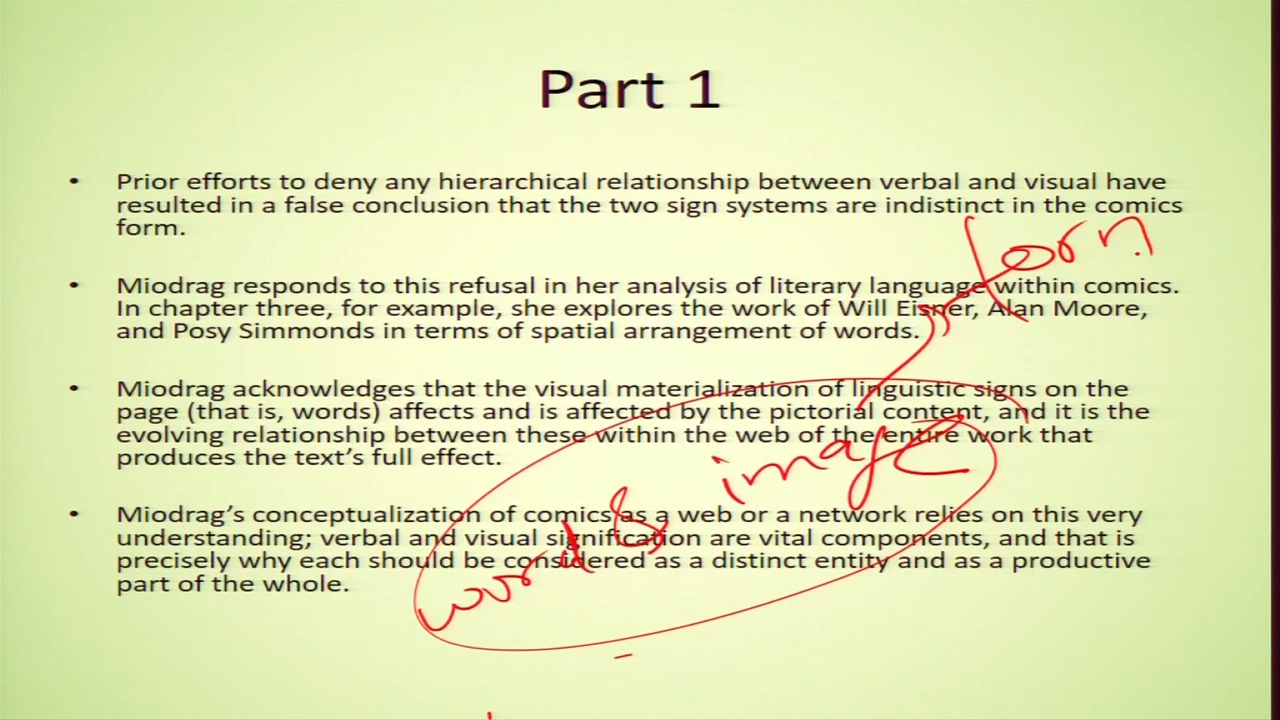 Part 1
• Prior efforts to deny any hierarchical relationship between verbal and visual have
resulted in a false conclusion that the two sign systems are indistinct in the comics
form.
• Miodrag responds to this refusal in her analysis of literary language within comics.
In chapter three, for example, she explores the work of Will Eisner, Alan Moore,
and Posy Simmonds in terms of spatial arrangement of words.
• Miodrag acknowledges that the visual materialization of linguistic signs on the
page (that is, words) affects and is affected by the pictorial content, and it is the
evolving relationship between these within the web of the entire work that
produces the text's full effect.
• Miodrag's conceptualization of comics as a web or a network relies on this very
understanding; verbal and visual signification are vital components, and that is
precisely why each should be considered as a distinct entity and as a productive
part of the whole.
form
word & image